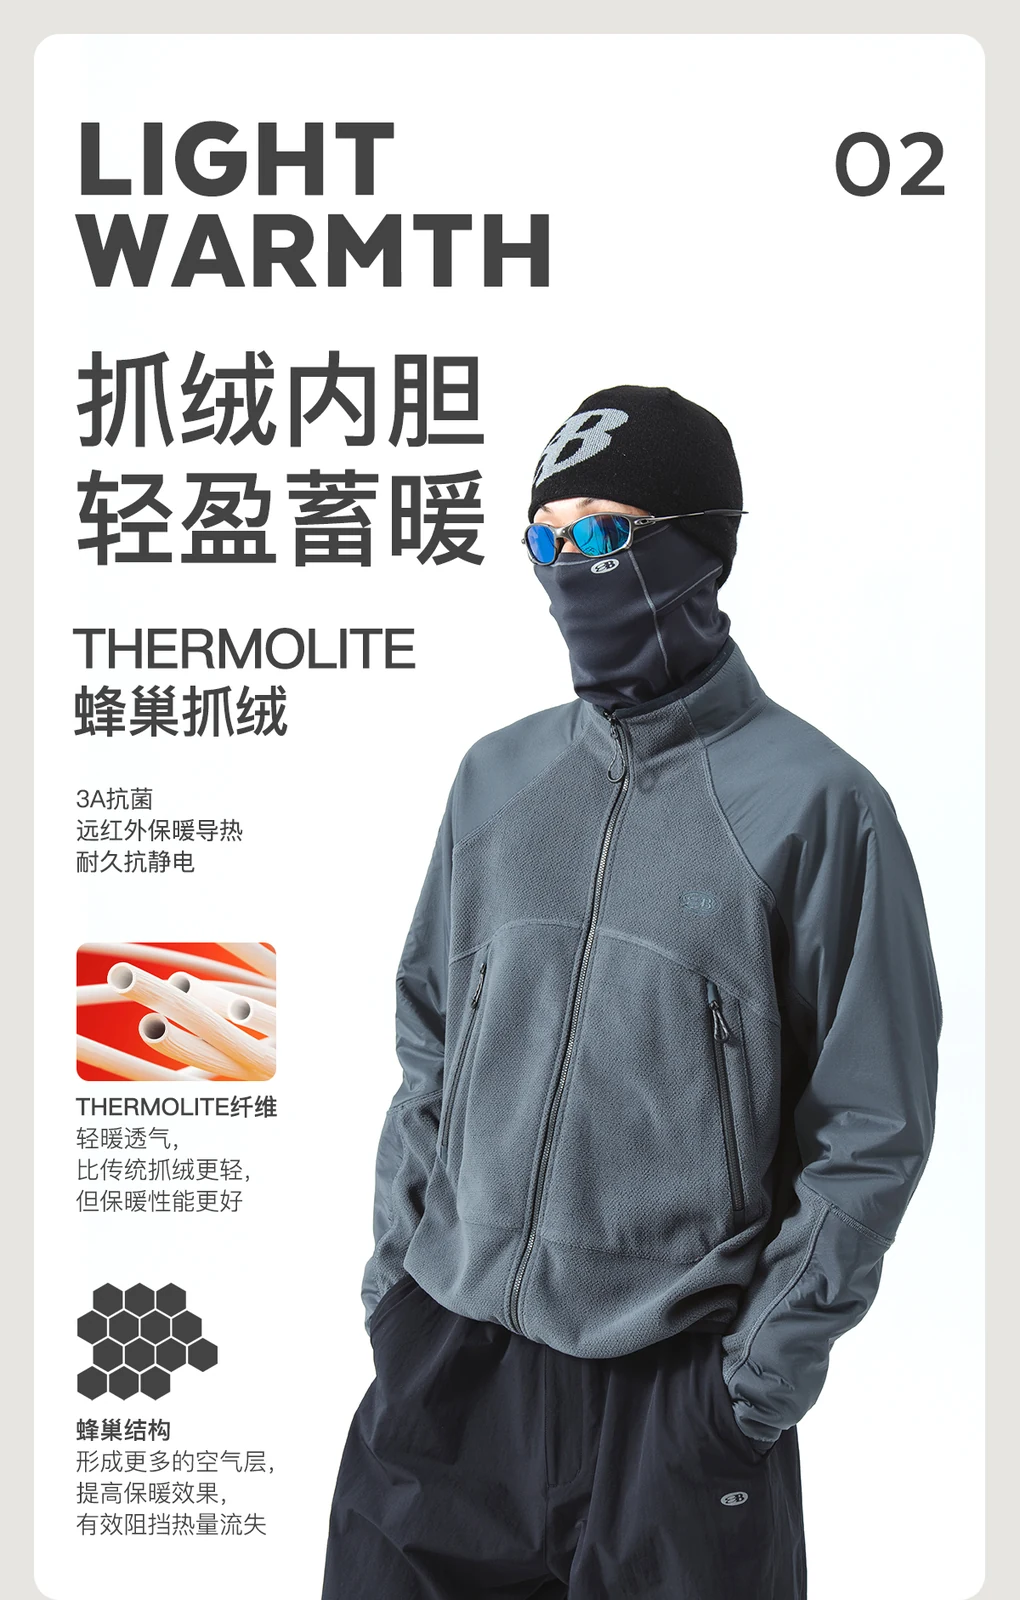 LIGHT
WARMTH
02
抓绒内胆
轻盈蓄暖
THERMOLITE
蜂巢抓绒
3A抗菌
远红外保暖导热
耐久抗静电
THERMOLITE纤维
轻暖透气，
比传统抓绒更轻，
但保暖性能更好
蜂巢结构
形成更多的空气层，
提高保暖效果，
有效阻挡热量流失